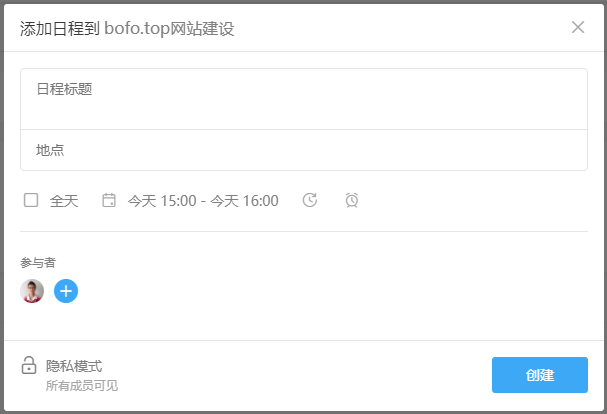 添加日程到 bofo.top网站建设
日程标题
地点
全天 今天 15:00 - 今天 16:00
参与者
隐私模式
所有成员可见
创建